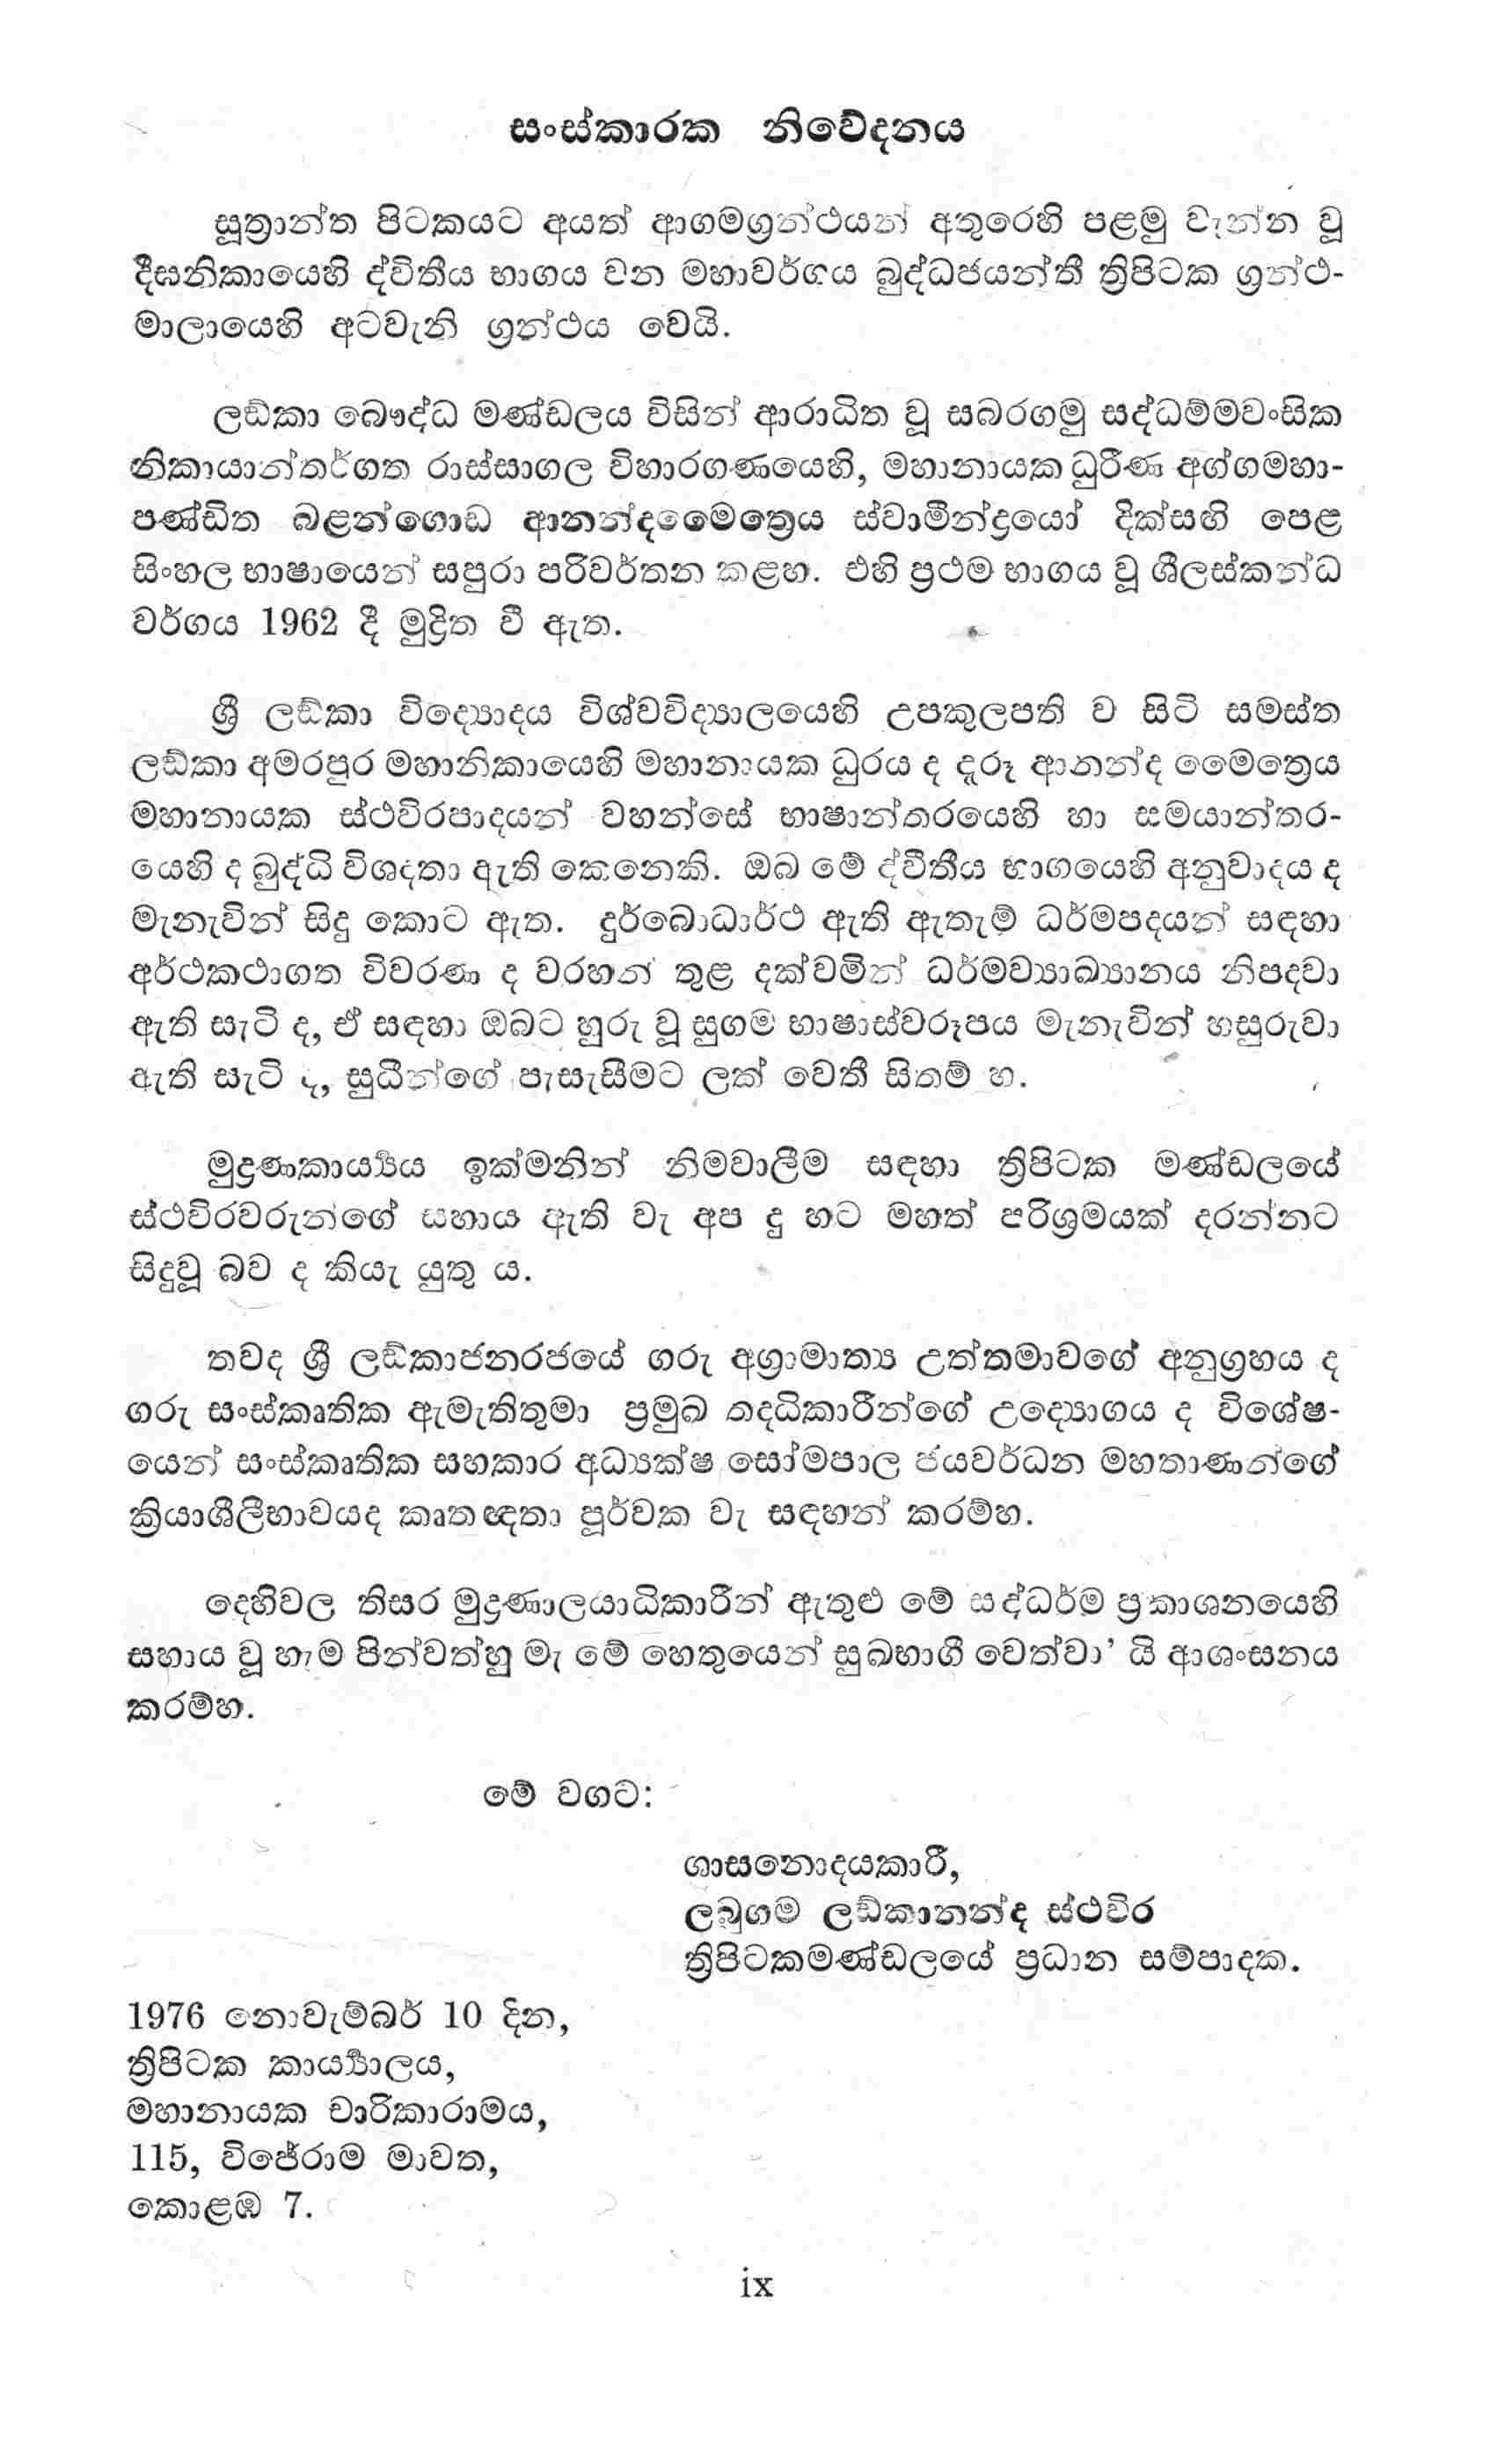 සංස්කාරක නිවේදනය
සූත්‍රාන්ත පිටකයට අයත් ආගමග්‍රන්ථයන් අතුරෙහි පළමු වැන්න වූ
දීඝනිකායෙහි ද්විතීය භාගය වන මහාවර්ගය බුද්ධජයන්තී ත්‍රිපිටක ග්‍රන්ථ-
මාලායෙහි අටවැනි ග්‍රන්ථය වෙයි.
ලඞ්කා බෞද්ධ මණ්ඩලය විසින් ආරාධිත වූ සබරගමු සද්ධම්මවංසික
නිකායාන්තර්ගත රාස්සාගල විහාරගණයෙහි, මහානායක ධුරීණ අග්ගමහා-
පණ්ඩිත බළන්ගොඩ ආනන්දමෛත්‍රෙය ස්වාමීන්ද්‍රයෝ දික්සඟි පෙළ
සිංහල භාෂායෙන් සපුරා පරිවර්තන කළහ. එහි ප්‍රථම භාගය වූ ශීලස්කන්ධ
වර්ගය 1962 දී මුද්‍රිත වී ඇත.
ශ්‍රී ලඞ්කා විද්‍යොදය විශ්වවිද්‍යාලයෙහි උපකුලපති ව සිටි සමස්ත
ලඞ්කා අමරපුර මහානිකායෙහි මහානායක ධුරය ද දැරූ ආනන්ද මෛත්‍රෙය
මහානායක ස්ථවිරපාදයන් වහන්සේ භාෂාන්තරයෙහි හා සමයාන්තර-
යෙහි ද බුද්ධි විශදතා ඇති කෙනෙකි. ඔබ මේ ද්විතීය භාගයෙහි අනුවාදය ද
මැනැවින් සිදු කොට ඇත. දුර්බොධාර්ථ ඇති ඇතැම් ධර්මපදයන් සඳහා
අර්ථකථාගත විවරණ ද වරහන් තුළ දක්වමින් ධර්මව්‍යාඛ්‍යානය නිපදවා
ඇති සැටි ද, ඒ සඳහා ඔබට හුරු වූ සුගම භාෂාස්වරූපය මැනැවින් හසුරුවා
ඇති සැටි ද, සුධීන්ගේ පැසැසීමට ලක් වෙතී සිතම් හ.
මුද්‍රණකාර්‍ය්‍යය ඉක්මනින් නිමවාලීම සඳහා ත්‍රිපිටක මණ්ඩලයේ
ස්ථවිරවරුන්ගේ සහාය ඇති වැ අප දු හට මහත් පරිශ්‍රමයක් දරන්නට
සිදුවූ බව ද කියැ යුතු ය.
තවද ශ්‍රී ලඞ්කාජනරජයේ ගරු අග්‍රාමාත්‍ය උත්තමාවගේ අනුග්‍රහය ද
ගරු සංස්කෘතික ඇමැතිතුමා ප්‍රමුඛ තදධිකාරීන්ගේ උද්‍යොගය ද විශේෂ-
යෙන් සංස්කෘතික සහකාර අධ්‍යක්ෂ සෝමපාල ජයවර්ධන මහතාණන්ගේ
ක්‍රියාශීලීභාවයද කෘතඥතා පූර්වක වැ සඳහන් කරම්හ.
දෙහිවල තිසර මුද්‍රණාලයාධිකාරීන් ඇතුළු මේ සද්ධර්ම ප්‍රකාශනයෙහි
සහාය වූ හැම පින්වත්හු මැ මේ හෙතුයෙන් සුඛභාගී වෙත්වා' යි ආශංසනය
කරම්හ.
මේ වගට:
ශාසනොදයකාරී,
ලබුගම ලඞ්කානන්ද ස්ථවිර
ත්‍රිපිටකමණ්ඩලයේ ප්‍රධාන සම්පාදක.
1976 නොවැම්බර් 10 දින,
ත්‍රිපිටක කාර්‍ය්‍යාලය,
මහානායක චාරිකාරාමය,
115, විජේරාම මාවත,
කොළඹ 7.
ix